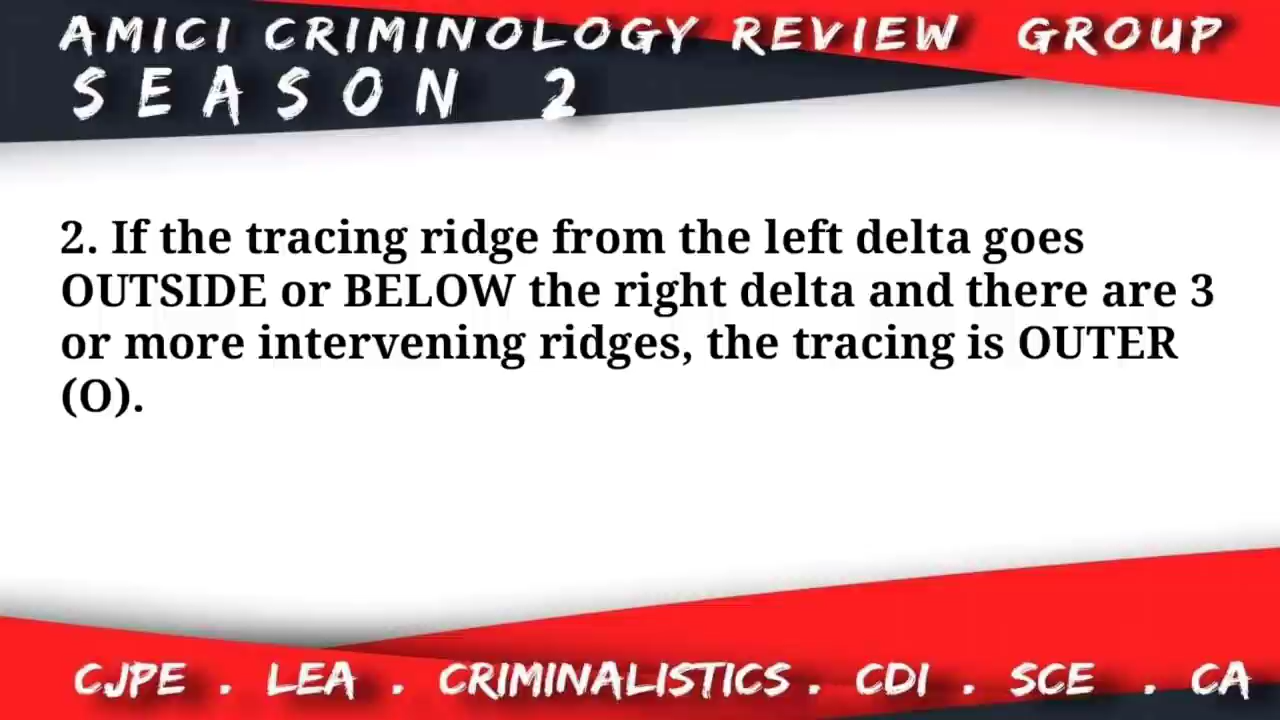 AMICI CRIMINOLOGY REVIEW GROUP
SEASON 2
2. If the tracing ridge from the left delta goes
OUTSIDE or BELOW the right delta and there are 3
or more intervening ridges, the tracing is OUTER
(O).
CJPE . LEA . CRIMINALISTICS . CDI . SCE . CA